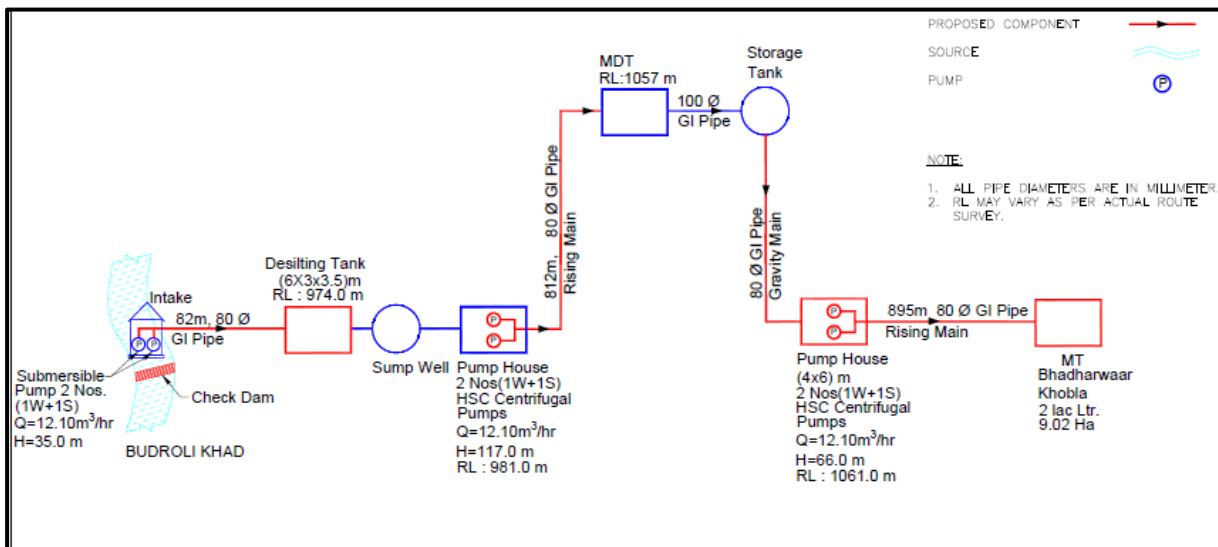 PROPOSED COMPONENT
SOURCE
PUMP
P
NOTE:
1. ALL PIPE DIAMETERS ARE IN MILLIMETER.
2. RL MAY VARY AS PER ACTUAL ROUTE
SURVEY.
MDT
RL:1057 m
100 Ø
GI Pipe
Storage
Tank
812m, 80 Ø GI Pipe
Rising Main
80 Ø GI Pipe
Gravity Main
Intake
P P
82m, 80 Ø
GI Pipe
Desilting Tank
(6X3x3.5)m
RL : 974.0 m
Sump Well
P
P
Submersible
Pump 2 Nos.
(1W+1S)
Q=12.10m³/hr
H=35.0 m
Check Dam
BUDROLI KHAD
Pump House
2 Nos(1W+1S)
HSC Centrifugal
Pumps
Q=12.10m³/hr
H=117.0 m
RL : 981.0 m
P
P
Pump House
(4x6) m
2 Nos(1W+1S)
HSC Centrifugal
Pumps
Q=12.10m³/hr
H=66.0 m
RL : 1061.0 m
895m, 80 Ø GI Pipe
Rising Main
MT
Bhadharwaar
Khobla
2 lac Ltr.
9.02 Ha